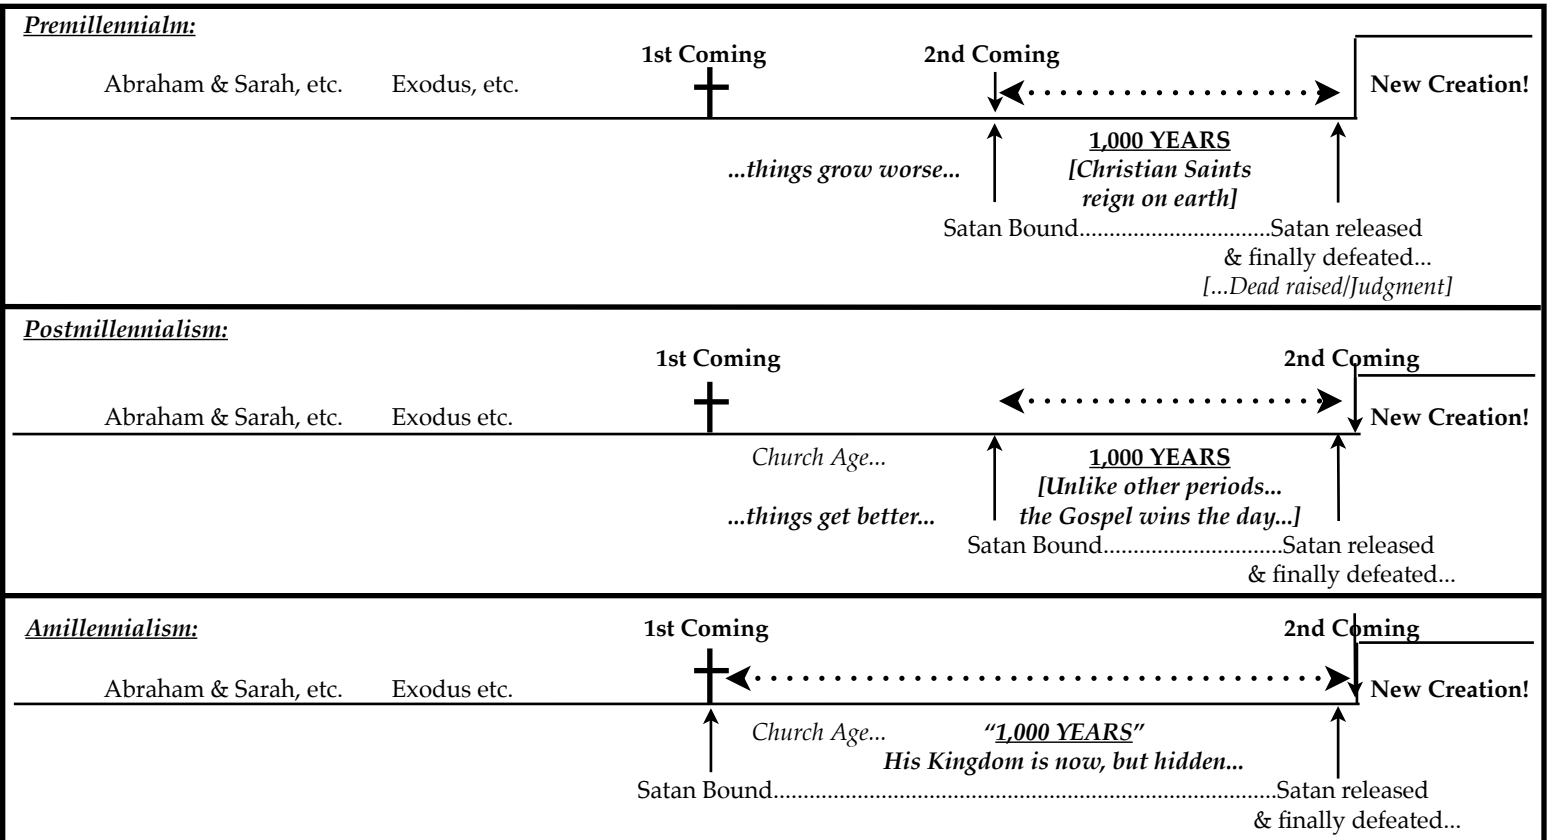 Premillennialm:
1st Coming
2nd Coming
Abraham & Sarah, etc. Exodus, etc.
New Creation!
1,000 YEARS
...things grow worse...
[Christian Saints
reign on earth]
Satan Bound................................Satan released
& finally defeated...
[...Dead raised/Judgment]
Postmillennialism:
1st Coming
2nd Coming
Abraham & Sarah, etc. Exodus etc.
New Creation!
Church Age...
1,000 YEARS
[Unlike other periods...
...things get better...
the Gospel wins the day...]
Satan Bound..............................Satan released
& finally defeated...
Amillennialism:
1st Coming
2nd Coming
Abraham & Sarah, etc. Exodus etc.
New Creation!
Church Age...
“1,000 YEARS”
His Kingdom is now, but hidden...
Satan Bound....................................................................................Satan released
& finally defeated...